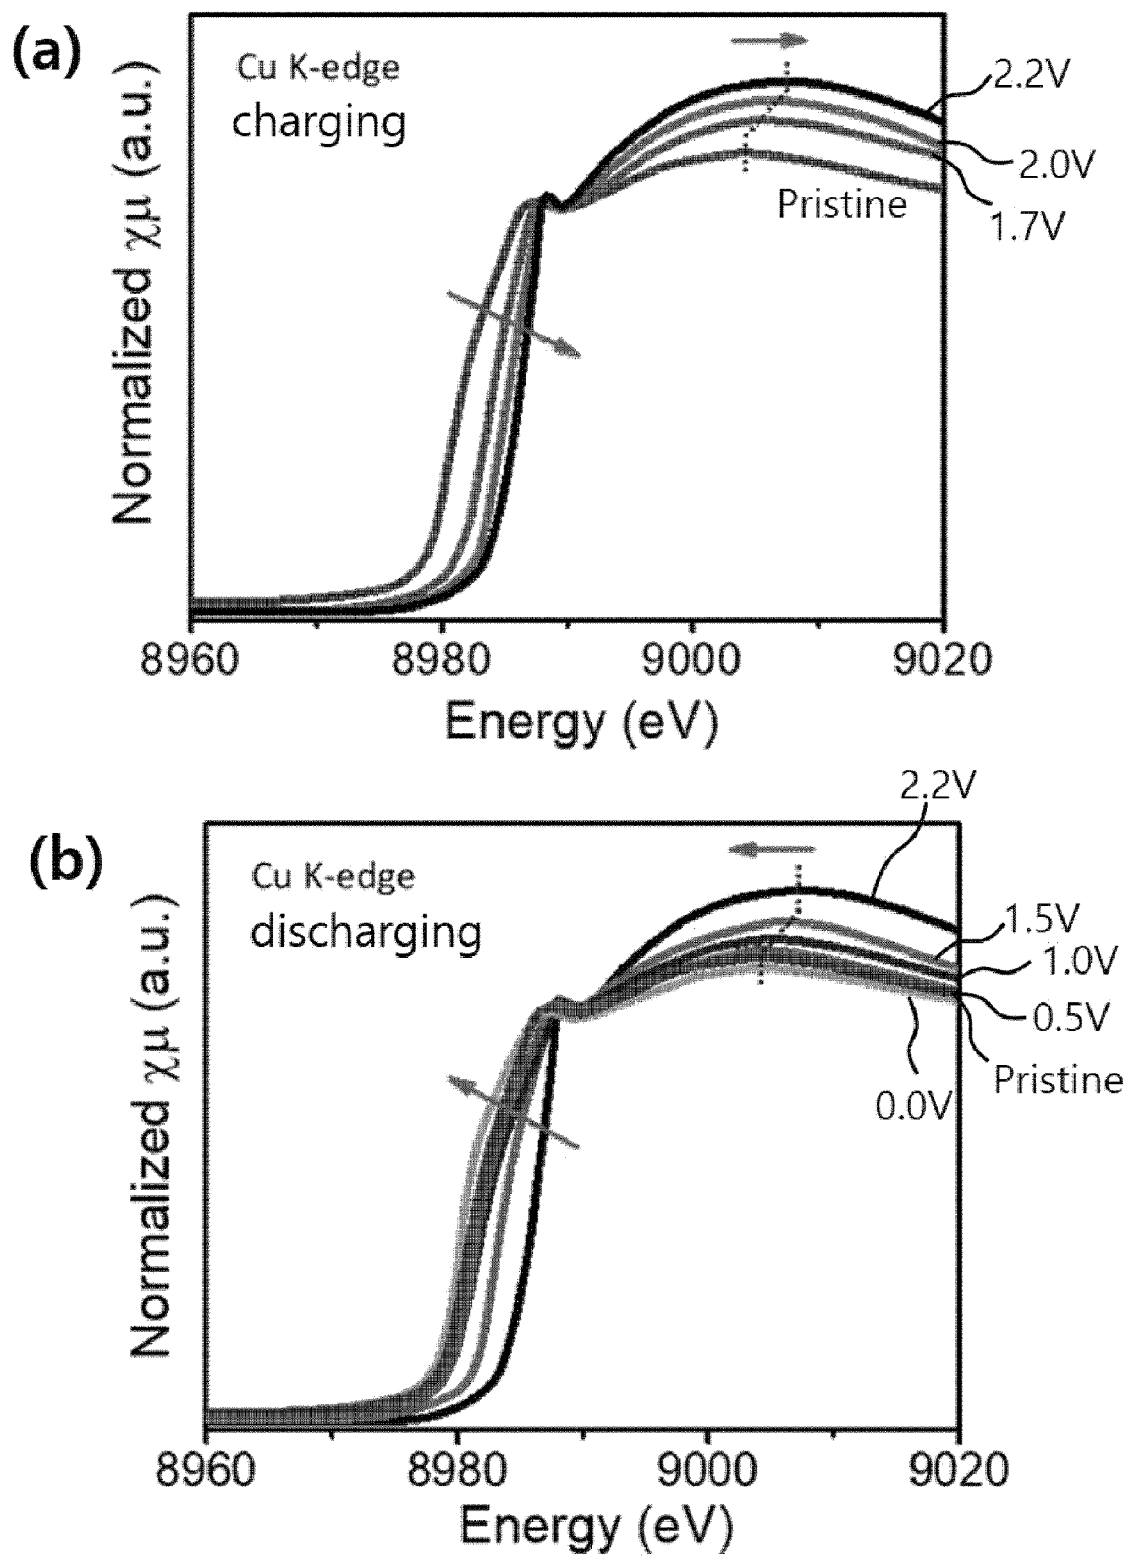 (a)
Cu K-edge
charging
2.2V
2.0V
1.7V
Pristine
Normalized χμ (a.u.)
8960
8980
9000
9020
Energy (eV)
(b)
Cu K-edge
discharging
2.2V
1.5V
1.0V
0.5V
Pristine
0.0V
Normalized χμ (a.u.)
8960
8980
9000
9020
Energy (eV)